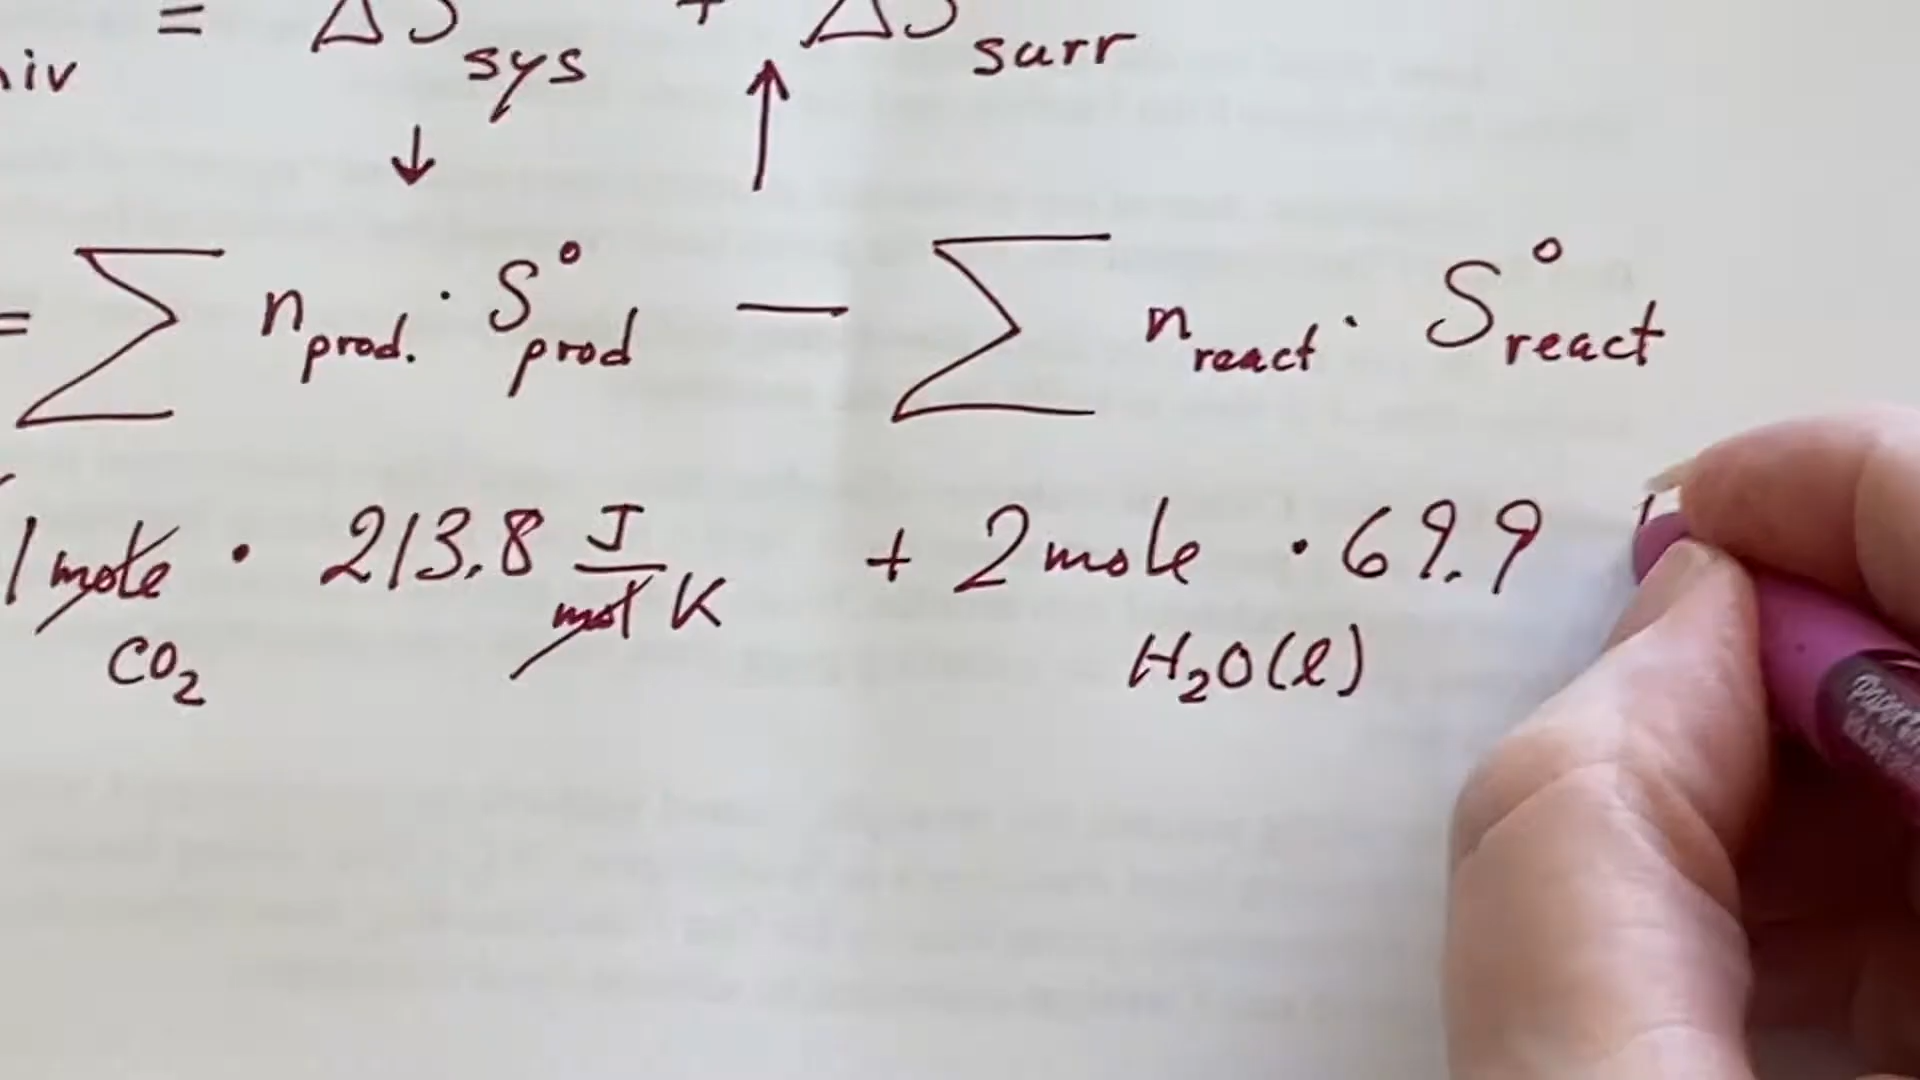 = ΔS sys + ΔS surr
niv
↓ ↑
= Σ n prod. · S° prod — Σ n react · S° react
1 mole · 213.8 J/mol K + 2 mole · 69.9
CO₂ H₂O(l)